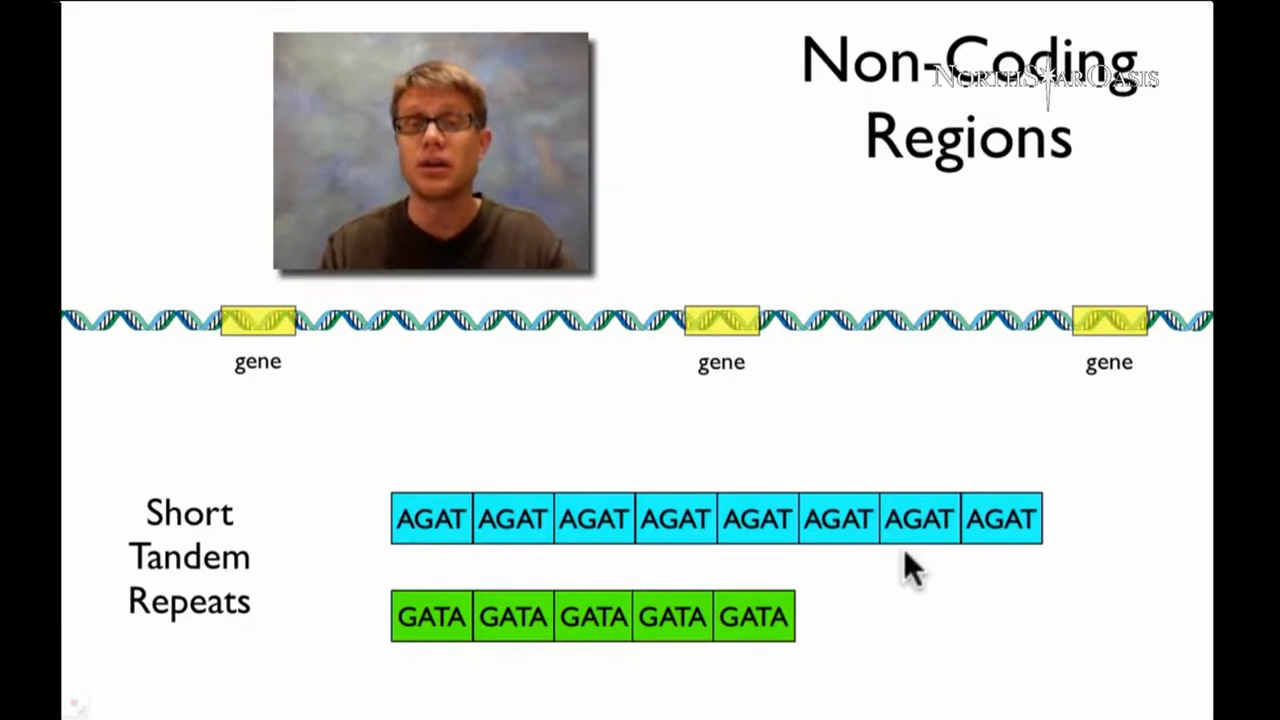 Non-Coding
NORTHSTAROASIS
Regions
gene gene gene
Short
Tandem
Repeats
AGAT AGAT AGAT AGAT AGAT AGAT AGAT AGAT
GATA GATA GATA GATA GATA